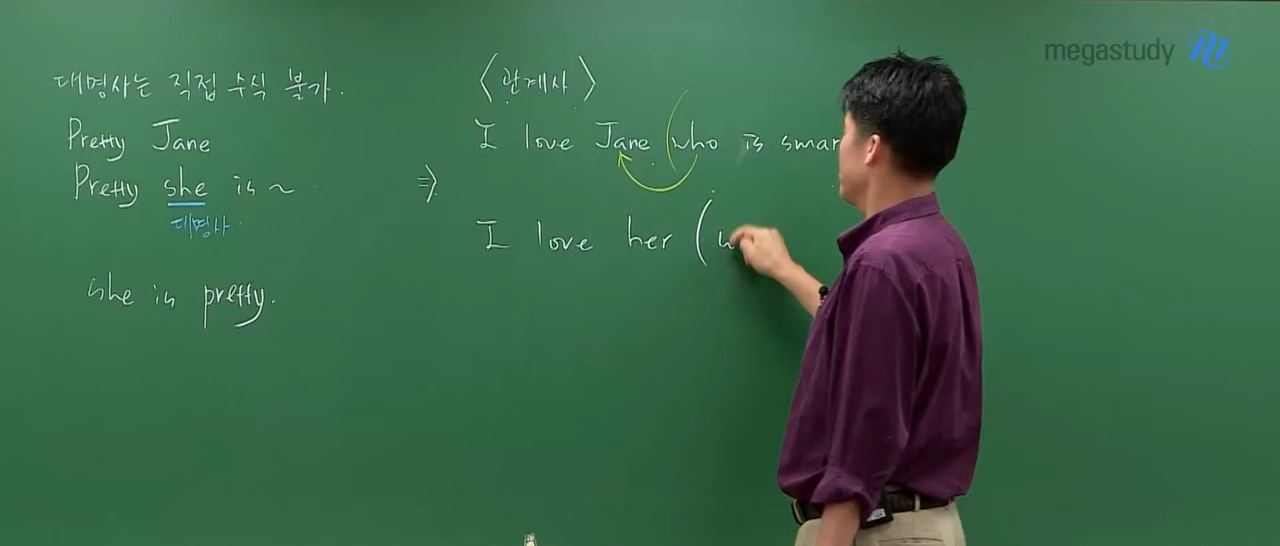 대명사는 직접 수식 불가.
Pretty Jane
Pretty she is ~
대명사
she is pretty.
⇒
〈관계사〉
I love Jane (who is smar
I love her (w
megastudy